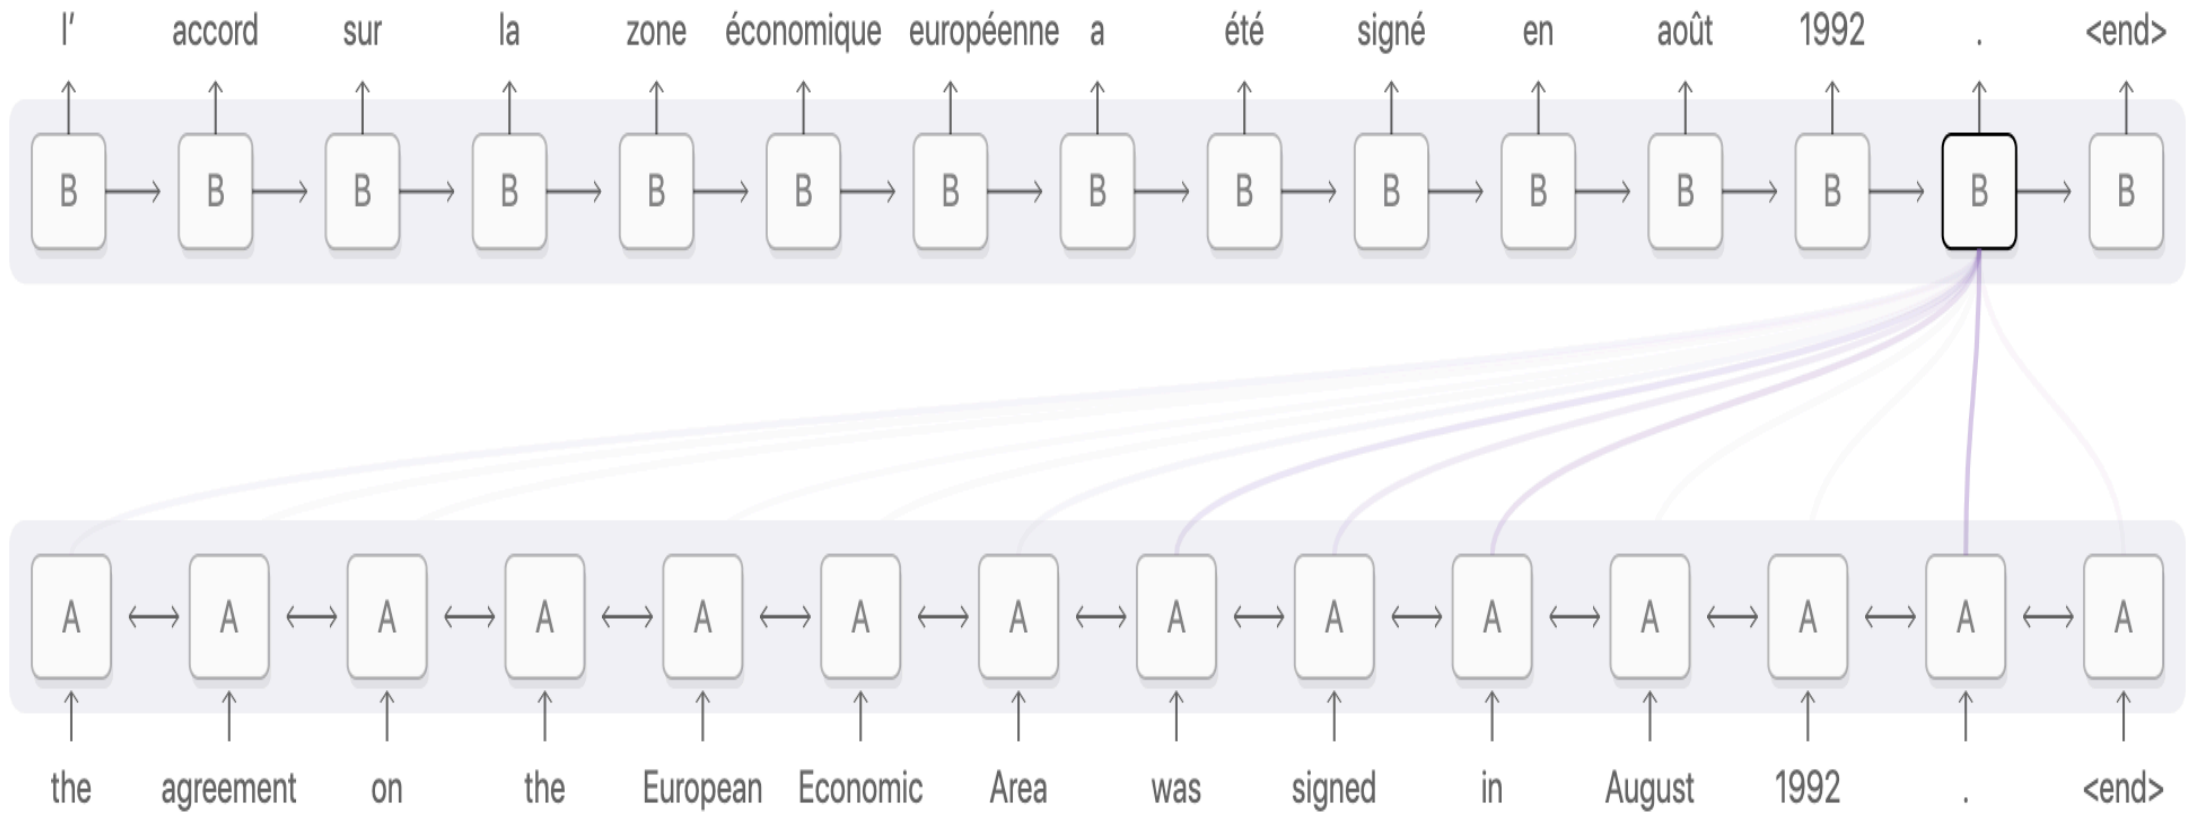 l′ accord sur la zone économique européenne a été signé en août 1992 . <end>
B B B B B B B B B B B B B B B
A A A A A A A A A A A A A A
the agreement on the European Economic Area was signed in August 1992 . <end>